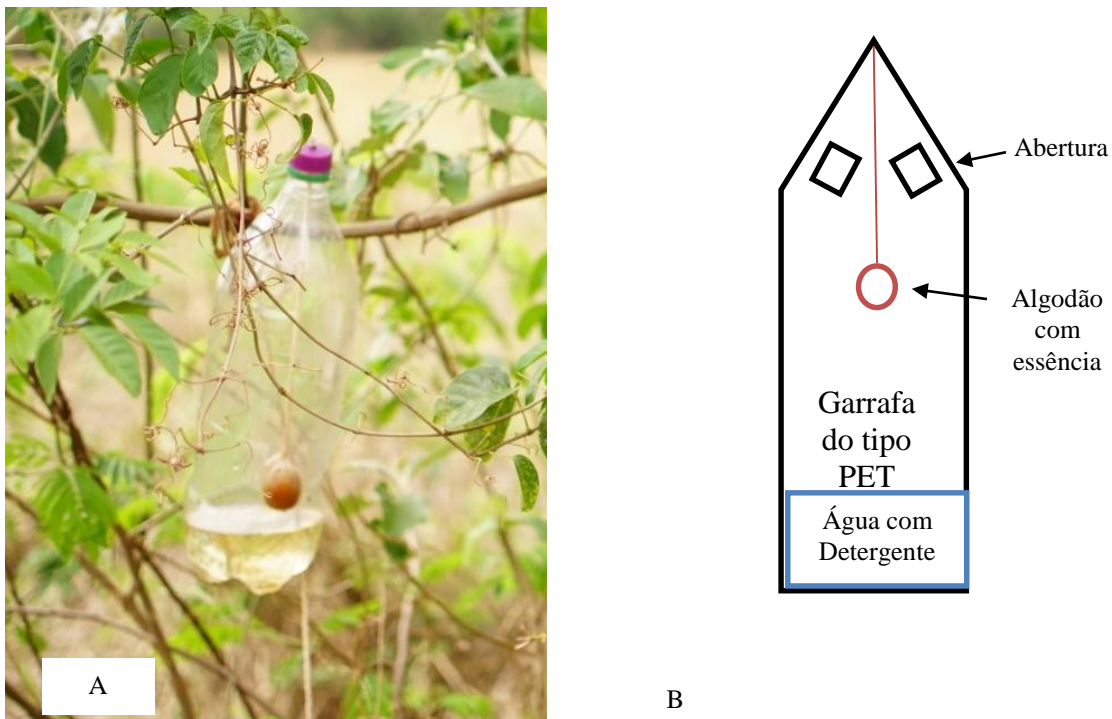 Abertura
Algodão
com
essência
Garrafa
do tipo
PET
Água com
Detergente
A
B